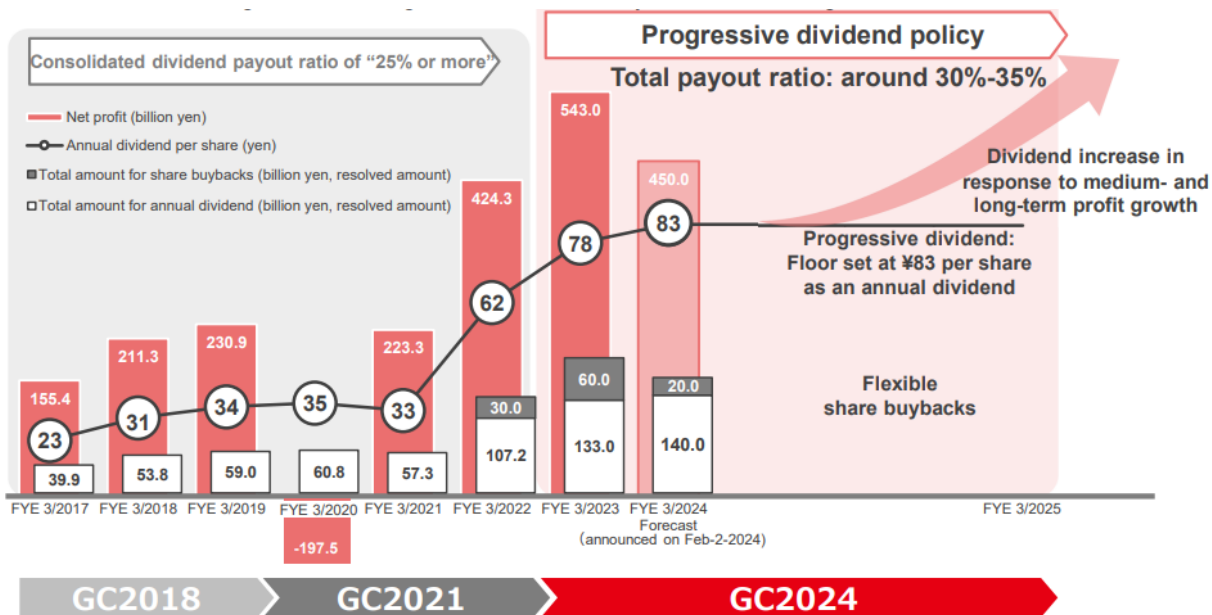 Consolidated dividend payout ratio of “25% or more”
Progressive dividend policy
Total payout ratio: around 30%-35%
Net profit (billion yen)
Annual dividend per share (yen)
Total amount for share buybacks (billion yen, resolved amount)
Total amount for annual dividend (billion yen, resolved amount)
543.0
450.0
424.3
Dividend increase in
response to medium- and
long-term profit growth
83
78
Progressive dividend:
Floor set at ¥83 per share
as an annual dividend
62
211.3
230.9
223.3
155.4
23
31
34
35
33
30.0
60.0
20.0
Flexible
share buybacks
39.9
53.8
59.0
60.8
57.3
107.2
133.0
140.0
FYE 3/2017
FYE 3/2018
FYE 3/2019
FYE 3/2020
FYE 3/2021
FYE 3/2022
FYE 3/2023
FYE 3/2024
Forecast
(announced on Feb-2-2024)
FYE 3/2025
-197.5
GC2018
GC2021
GC2024